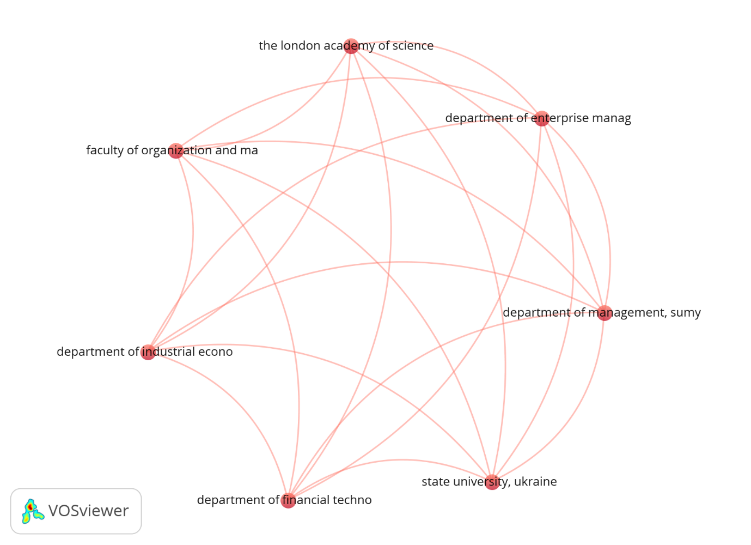 the london academy of science
department of enterprise manag
faculty of organization and ma
department of management, sumy
department of industrial econo
state university, ukraine
department of financial techno
VOSviewer